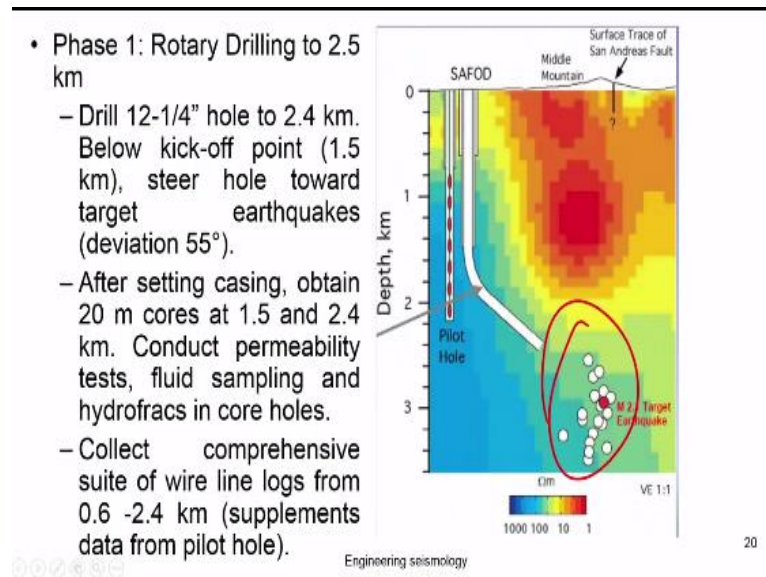 • Phase 1: Rotary Drilling to 2.5
km
– Drill 12-1/4” hole to 2.4 km.
Below kick-off point (1.5
km), steer hole toward
target earthquakes
(deviation 55°).
– After setting casing, obtain
20 m cores at 1.5 and 2.4
km. Conduct permeability
tests, fluid sampling and
hydrofracs in core holes.
– Collect comprehensive
suite of wire line logs from
0.6 -2.4 km (supplements
data from pilot hole).
Surface Trace of
San Andreas Fault
Middle
Mountain
SAFOD
?
0
1
2
3
Depth, km
Pilot
Hole
Target
Earthquake
Ωm
VE 1:1
1000 100 10 1
Engineering seismology
20